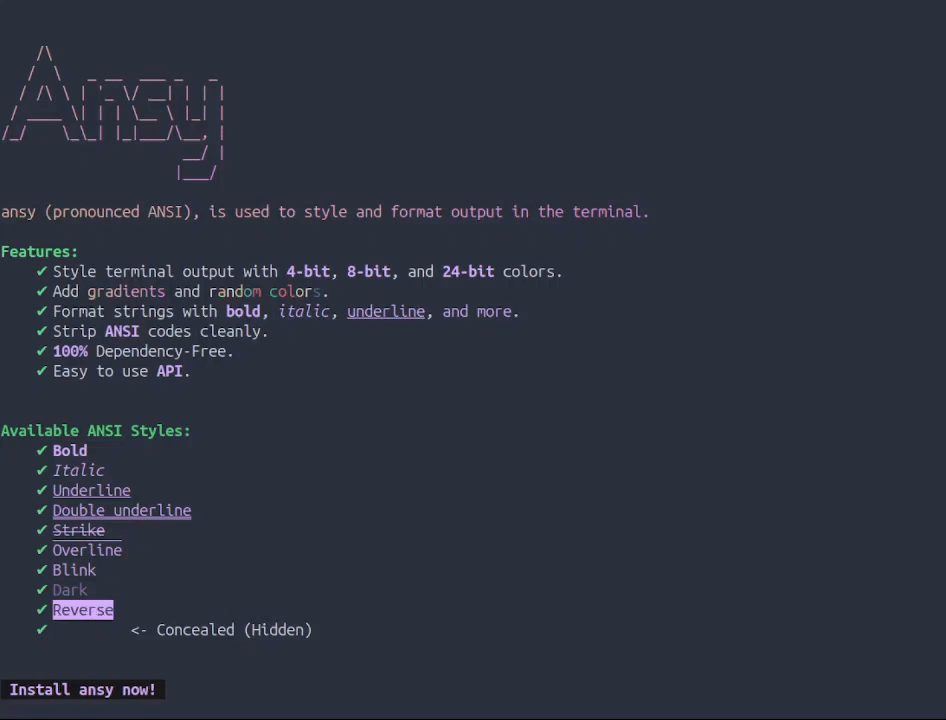 Ansy
ansy (pronounced ANSI), is used to style and format output in the terminal.
Features:
✔ Style terminal output with 4-bit, 8-bit, and 24-bit colors.
✔ Add gradients and random colors.
✔ Format strings with bold, italic, underline, and more.
✔ Strip ANSI codes cleanly.
✔ 100% Dependency-Free.
✔ Easy to use API.
Available ANSI Styles:
✔ Bold
✔ Italic
✔ Underline
✔ Double underline
✔ Strike
✔ Overline
✔ Blink
✔ Dark
✔ Reverse
✔ <- Concealed (Hidden)
Install ansy now!